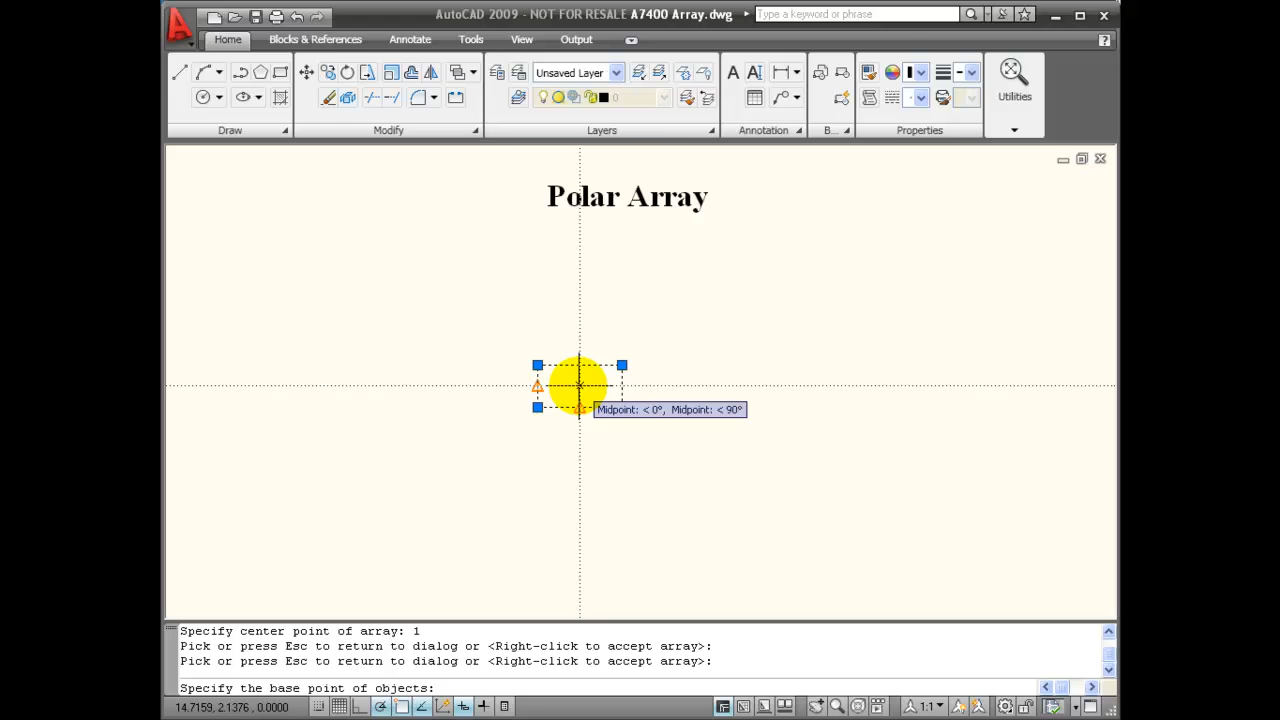 AutoCAD 2009 - NOT FOR RESALE A7400 Array.dwg
Type a keyword or phrase
Home Blocks & References Annotate Tools View Output
Unsaved Layer
0
Utilities
Draw Modify Layers Annotation B... Properties
Polar Array
Midpoint: < 0°, Midpoint: < 90°
Specify center point of array: 1
Pick or press Esc to return to dialog or <Right-click to accept array>:
Pick or press Esc to return to dialog or <Right-click to accept array>:
Specify the base point of objects:
14.7159, 2.1376 , 0.0000
1:1